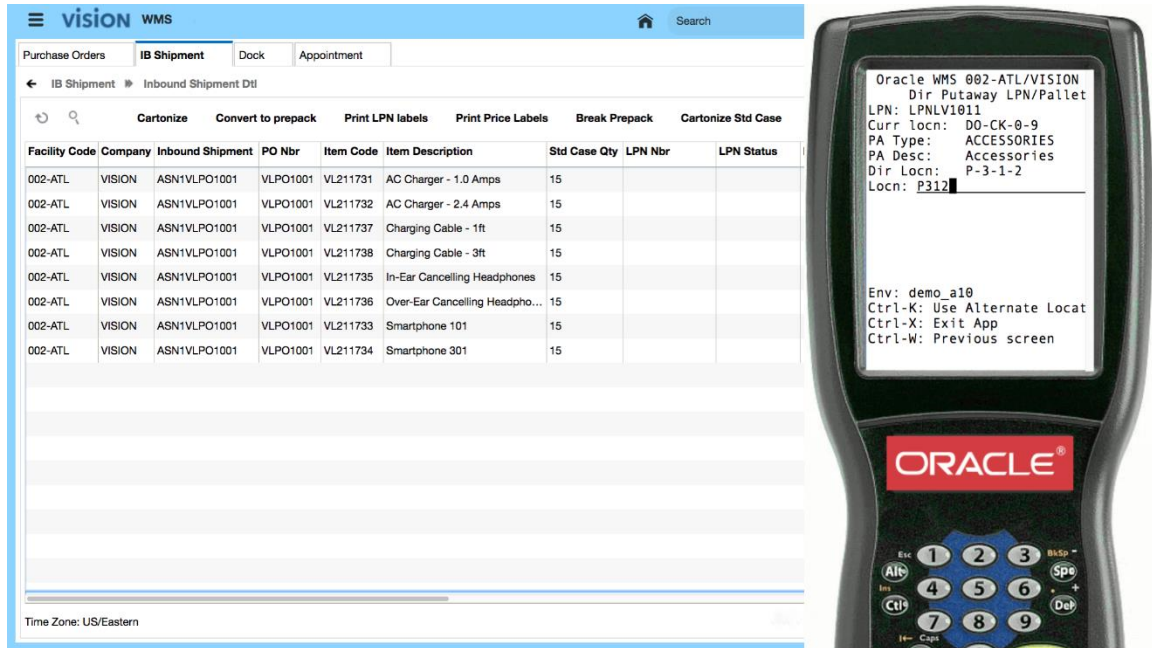 vision WMS
Search
Purchase Orders IB Shipment Dock Appointment
IB Shipment Inbound Shipment Dtl
Cartonize Convert to prepack Print LPN labels Print Price Labels Break Prepack Cartonize Std Case
Facility Code Company Inbound Shipment PO Nbr Item Code Item Description Std Case Qty LPN Nbr LPN Status
002-ATL VISION ASN1VLPO1001 VLPO1001 VL211731 AC Charger - 1.0 Amps 15
002-ATL VISION ASN1VLPO1001 VLPO1001 VL211732 AC Charger - 2.4 Amps 15
002-ATL VISION ASN1VLPO1001 VLPO1001 VL211737 Charging Cable - 1ft 15
002-ATL VISION ASN1VLPO1001 VLPO1001 VL211738 Charging Cable - 3ft 15
002-ATL VISION ASN1VLPO1001 VLPO1001 VL211735 In-Ear Cancelling Headphones 15
002-ATL VISION ASN1VLPO1001 VLPO1001 VL211736 Over-Ear Cancelling Headpho... 15
002-ATL VISION ASN1VLPO1001 VLPO1001 VL211733 Smartphone 101 15
002-ATL VISION ASN1VLPO1001 VLPO1001 VL211734 Smartphone 301 15
Time Zone: US/Eastern
Oracle WMS 002-ATL/VISION
Dir Putaway LPN/Pallet
LPN: LPNLV1011
Curr locn: DO-CK-0-9
PA Type: ACCESSORIES
PA Desc: Accessories
Dir Locn: P-3-1-2
Locn: P312
Env: demo_a10
Ctrl-K: Use Alternate Locat
Ctrl-X: Exit App
Ctrl-W: Previous screen
ORACLE®
Esc 1 2 3 BkSp -
Alt Spc
Ins 4 5 6 . +
Ctl Del
7 8 9
Caps